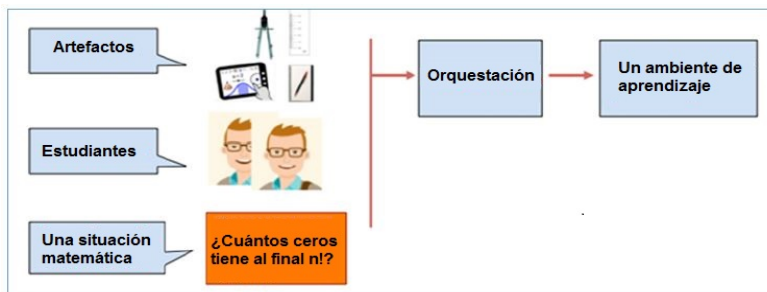 Artefactos
Estudiantes
Una situación
matemática
¿Cuántos ceros
tiene al final n!?
Orquestación
Un ambiente de
aprendizaje